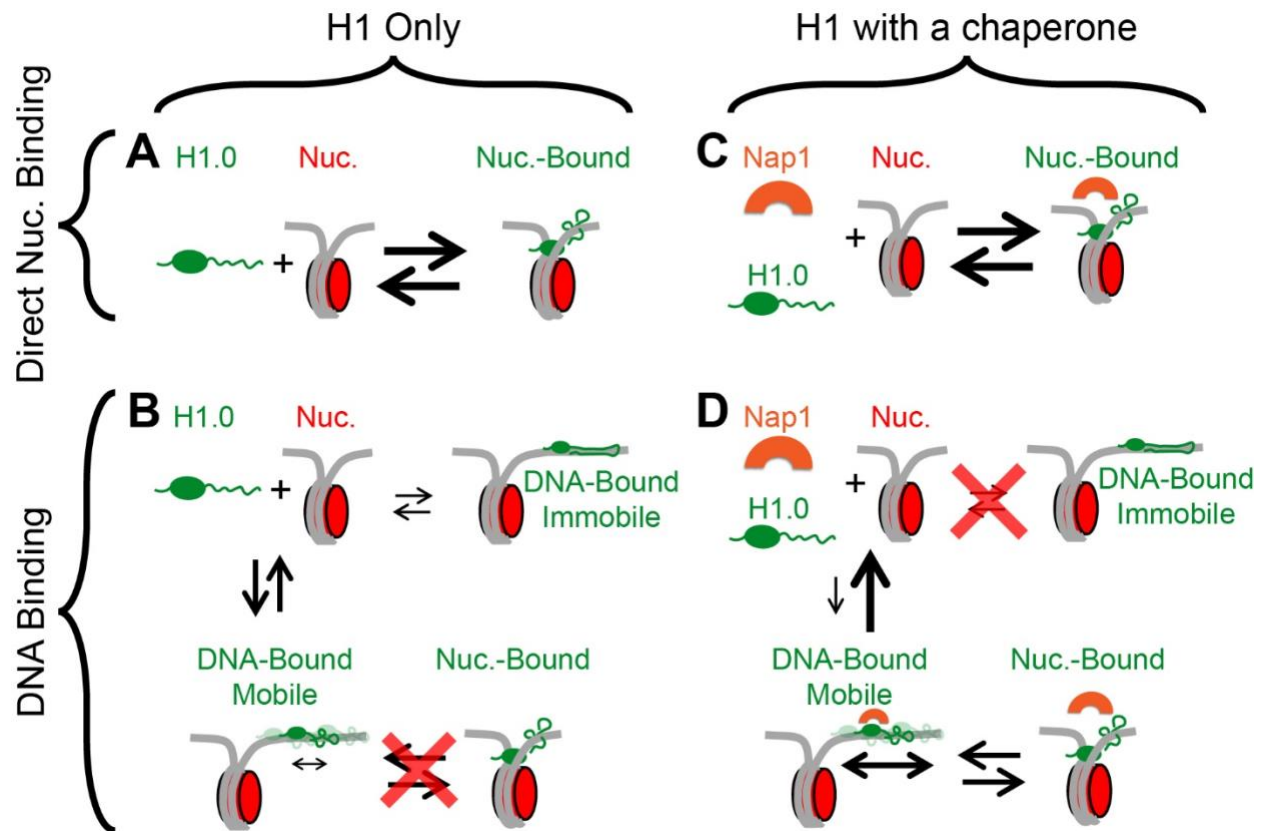 H1 Only
H1 with a chaperone
Direct Nuc. Binding
A
H1.0
Nuc.
Nuc.-Bound
+
C
Nap1
Nuc.
Nuc.-Bound
+
H1.0
DNA Binding
B
H1.0
Nuc.
+
DNA-Bound
Immobile
DNA-Bound
Mobile
Nuc.-Bound
D
Nap1
Nuc.
+
H1.0
DNA-Bound
Immobile
DNA-Bound
Mobile
Nuc.-Bound